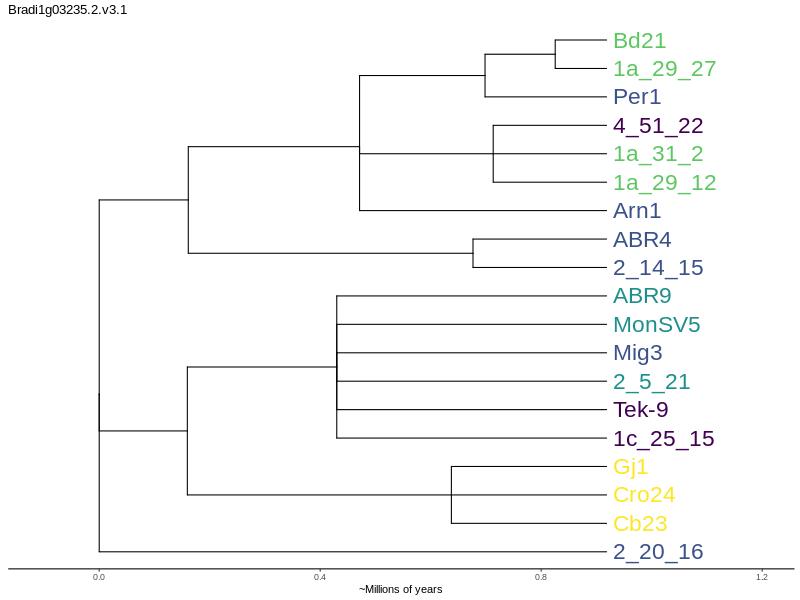 Bradi1g03235.2.v3.1
Bd21
1a_29_27
Per1
4_51_22
1a_31_2
1a_29_12
Arn1
ABR4
2_14_15
ABR9
MonSV5
Mig3
2_5_21
Tek-9
1c_25_15
Gj1
Cro24
Cb23
2_20_16
0.0 0.4 0.8 1.2
~Millions of years